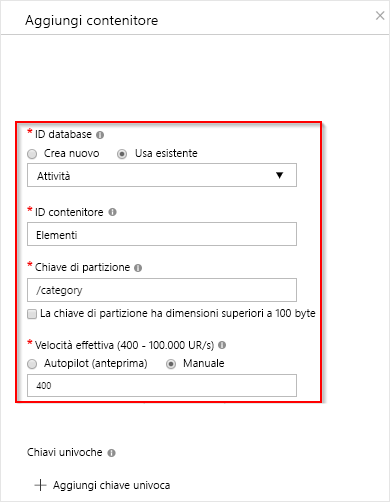 Aggiungi contenitore
* ID database
Crea nuovo Usa esistente
Attività
* ID contenitore
Elementi
* Chiave di partizione
/category
La chiave di partizione ha dimensioni superiori a 100 byte
* Velocità effettiva (400 - 100.000 UR/s)
Autopilot (anteprima) Manuale
400
Chiavi univoche
+ Aggiungi chiave univoca